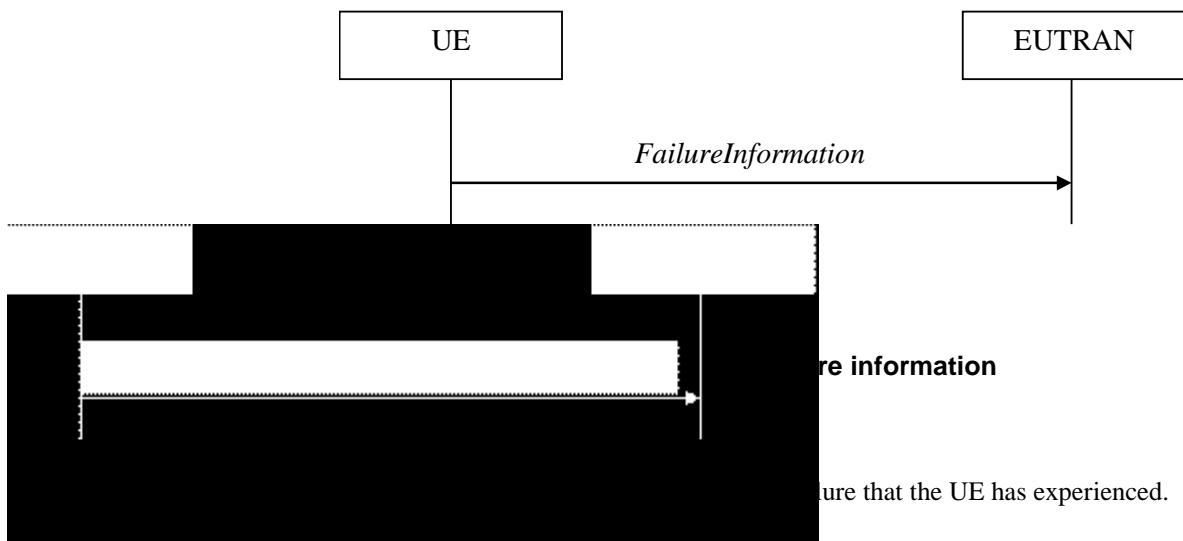 UE EUTRAN
FailureInformation
re information
lure that the UE has experienced.